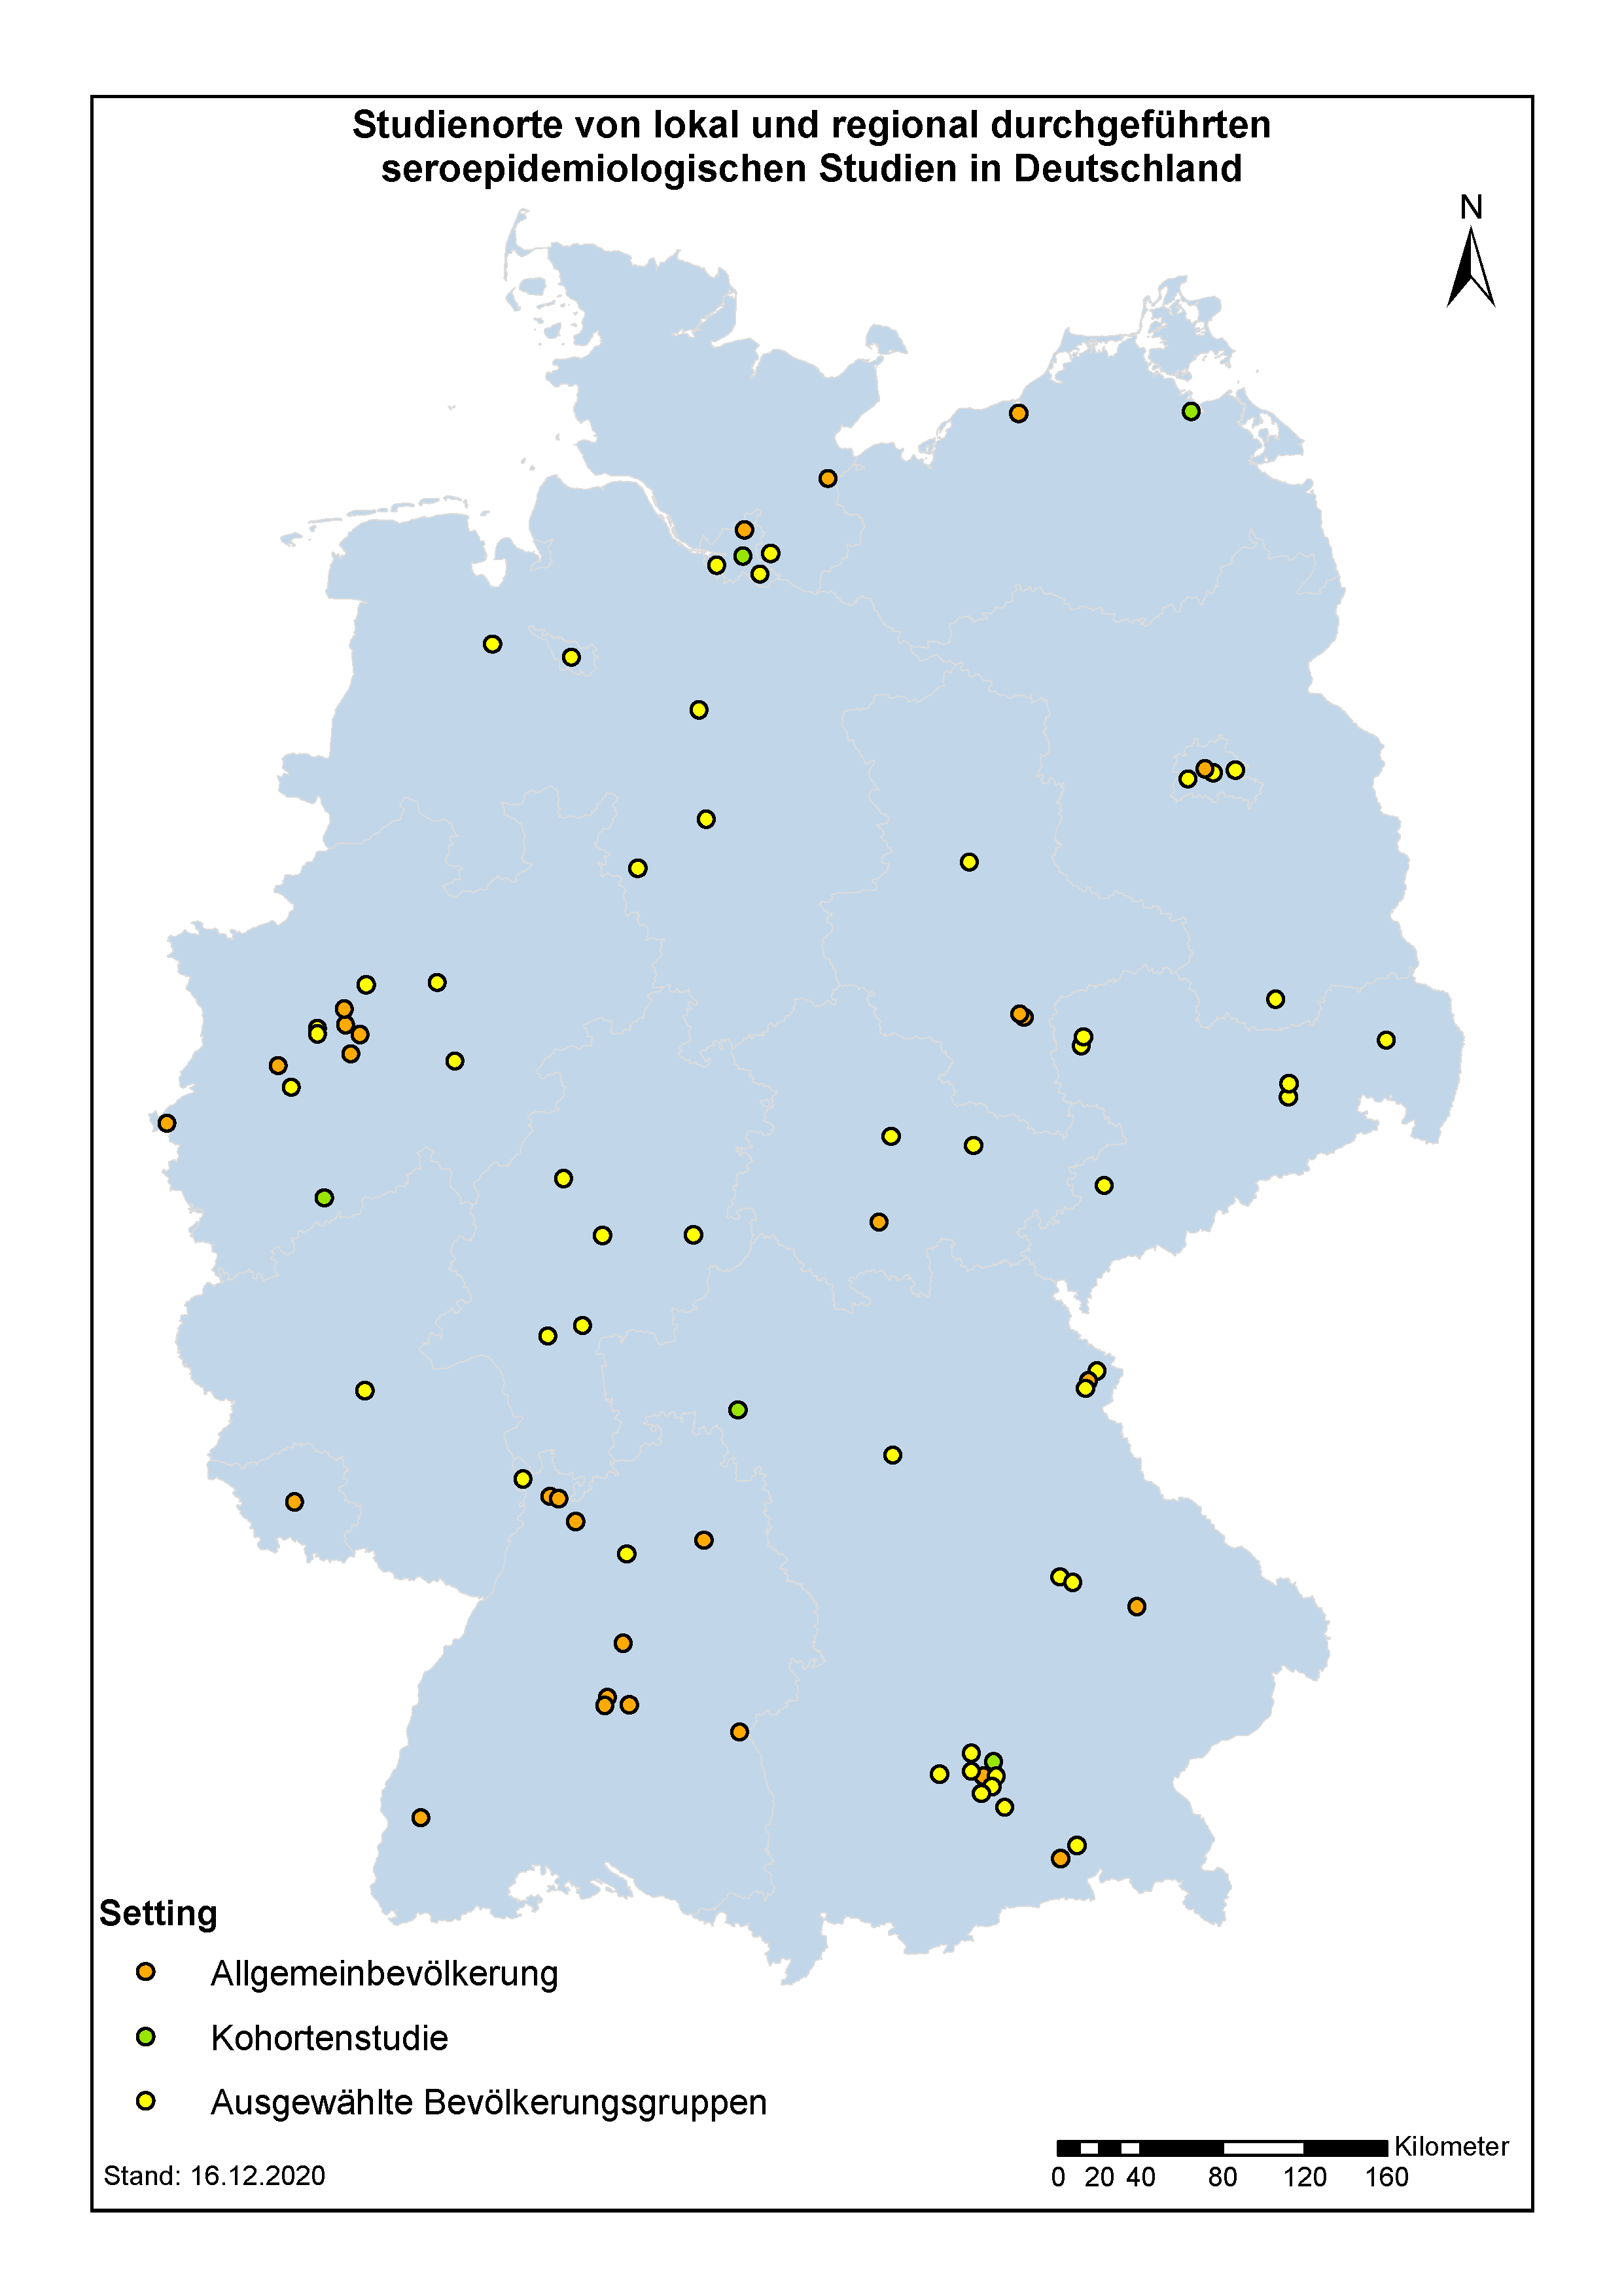 Studienorte von lokal und regional durchgeführten
seroepidemiologischen Studien in Deutschland
N
Setting
Allgemeinbevölkerung
Kohortenstudie
Ausgewählte Bevölkerungsgruppen
Kilometer
0 20 40 80 120 160
Stand: 16.12.2020